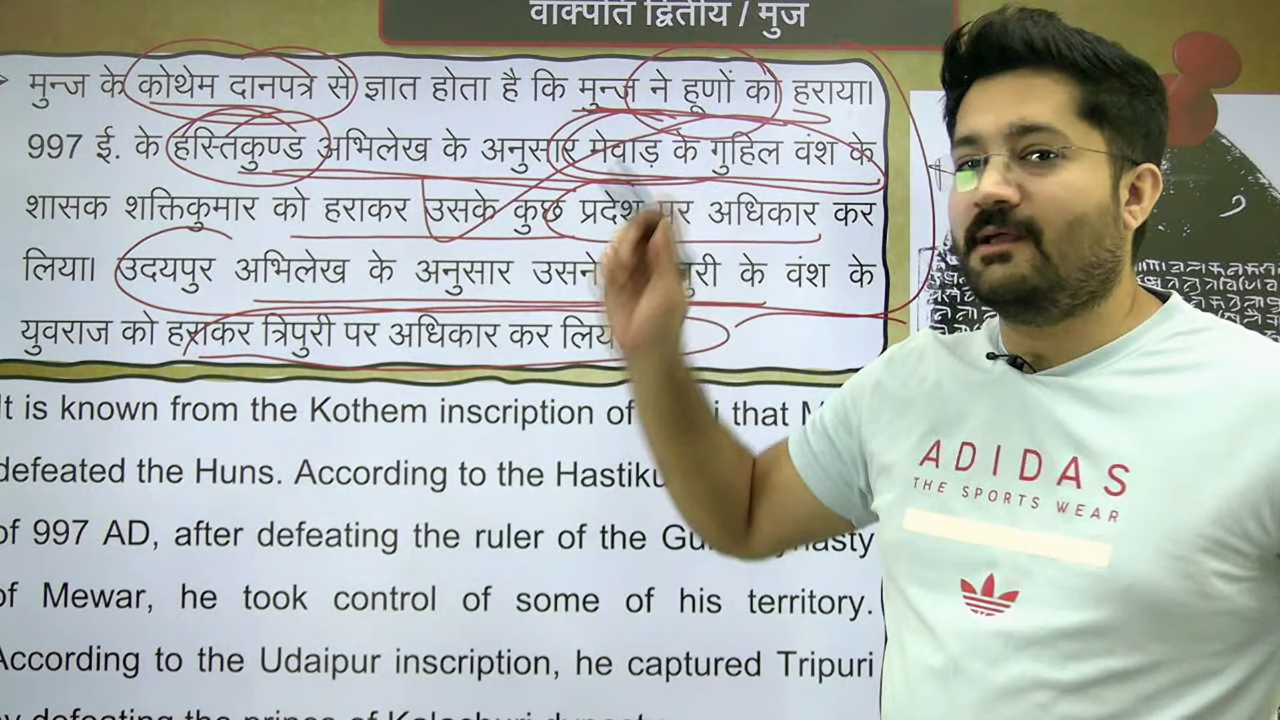 वाक्पति द्वितीय / मुंज
मुन्ज के कोथेम दानपत्र से ज्ञात होता है कि मुन्ज ने हूणों को हराया।
997 ई. के हस्तिकुण्ड अभिलेख के अनुसार मेवाड़ के गुहिल वंश के
शासक शक्तिकुमार को हराकर उसके कुछ प्रदेश पर अधिकार कर
लिया। उदयपुर अभिलेख के अनुसार उसने के वंश के
युवराज को हराकर त्रिपुरी पर अधिकार कर
It is known from the Kothem inscription of that
defeated the Huns. According to the
of 997 AD, after defeating the ruler of the
of Mewar, he took control of some of his territory.
According to the Udaipur inscription, he captured Tripuri
ADIDAS
THE SPORTS WEAR